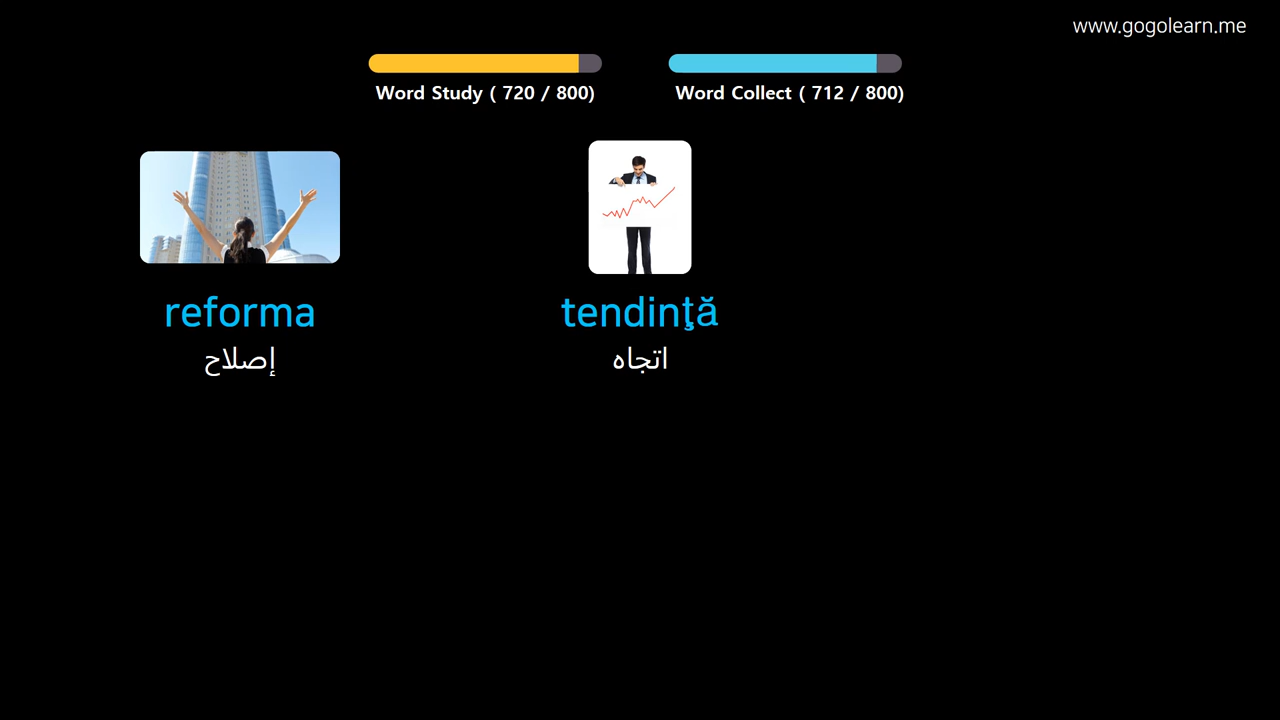 www.gogolearn.me
Word Study ( 720 / 800)
Word Collect ( 712 / 800)
reforma
إصلاح
tendinţă
اتجاه